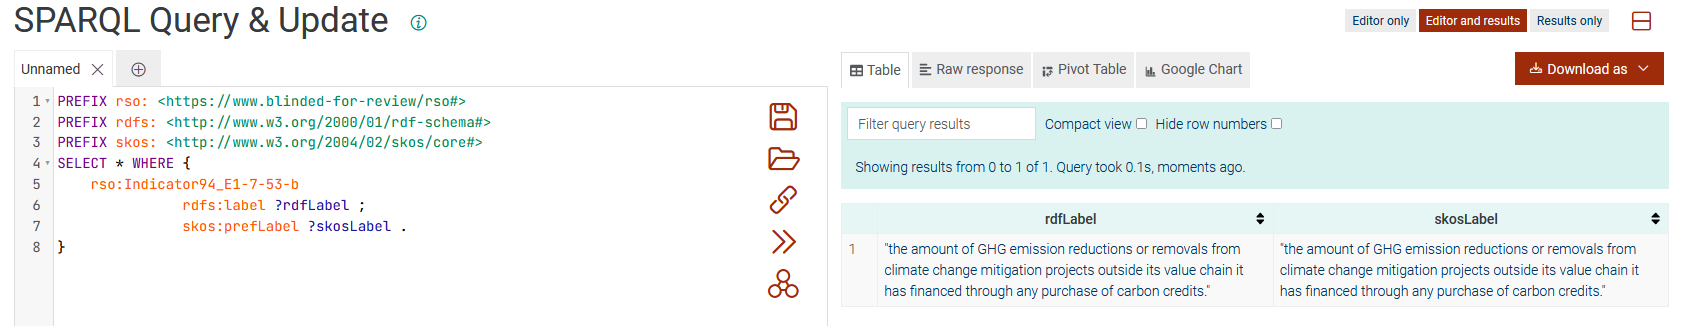 SPARQL Query & Update
Editor only Editor and results Results only
Unnamed
Table Raw response Pivot Table Google Chart Download as
1 PREFIX rso: <https://www.blinded-for-review/rso#>
2 PREFIX rdfs: <http://www.w3.org/2000/01/rdf-schema#>
3 PREFIX skos: <http://www.w3.org/2004/02/skos/core#>
4 SELECT * WHERE {
5 rso:Indicator94_E1-7-53-b
6 rdfs:label ?rdfLabel ;
7 skos:prefLabel ?skosLabel .
8 }
Filter query results Compact view Hide row numbers
Showing results from 0 to 1 of 1. Query took 0.1s, moments ago.
rdfLabel skosLabel
1 "the amount of GHG emission reductions or removals from
climate change mitigation projects outside its value chain it
has financed through any purchase of carbon credits."
"the amount of GHG emission reductions or removals from
climate change mitigation projects outside its value chain it
has financed through any purchase of carbon credits."